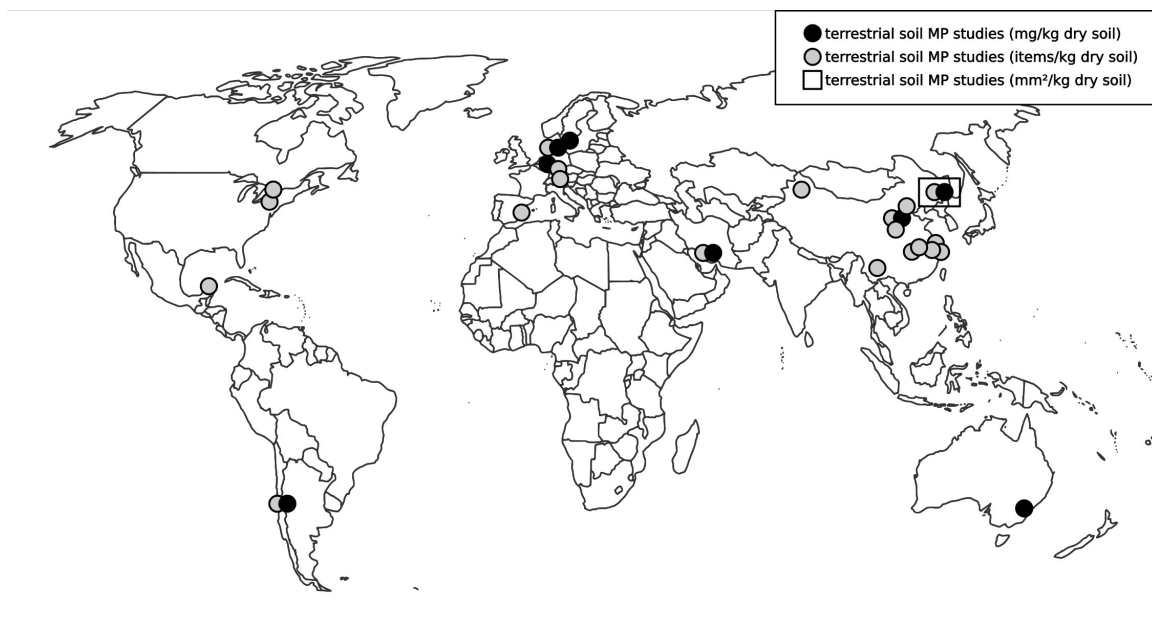 terrestrial soil MP studies (mg/kg dry soil)
terrestrial soil MP studies (items/kg dry soil)
terrestrial soil MP studies (mm²/kg dry soil)